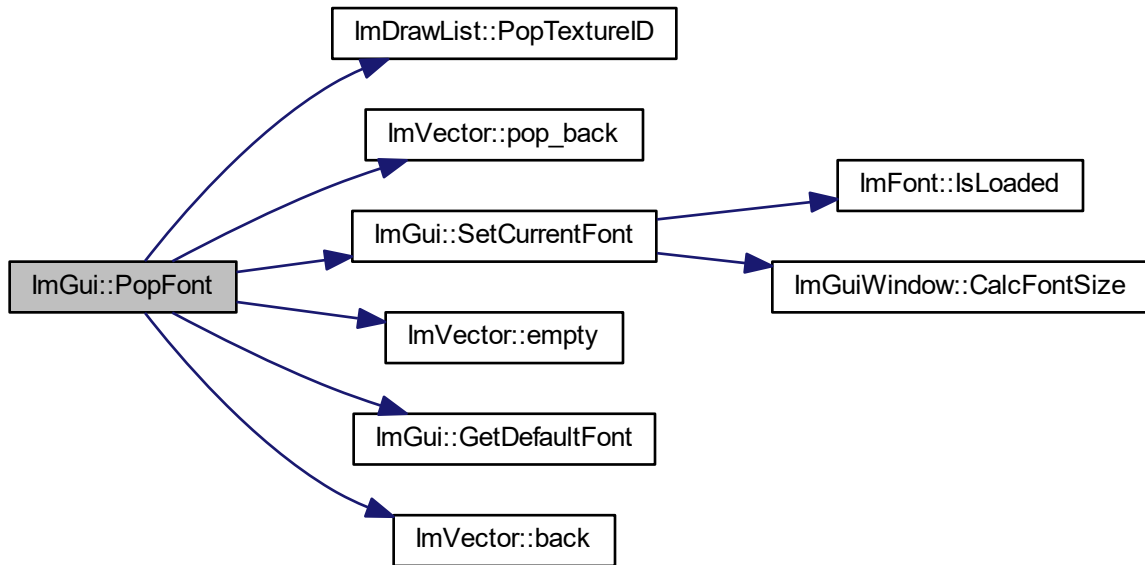 ImDrawList::PopTextureID
ImVector::pop_back
ImFont::IsLoaded
ImGui::SetCurrentFont
ImGui::PopFont
ImGuiWindow::CalcFontSize
ImVector::empty
ImGui::GetDefaultFont
ImVector::back